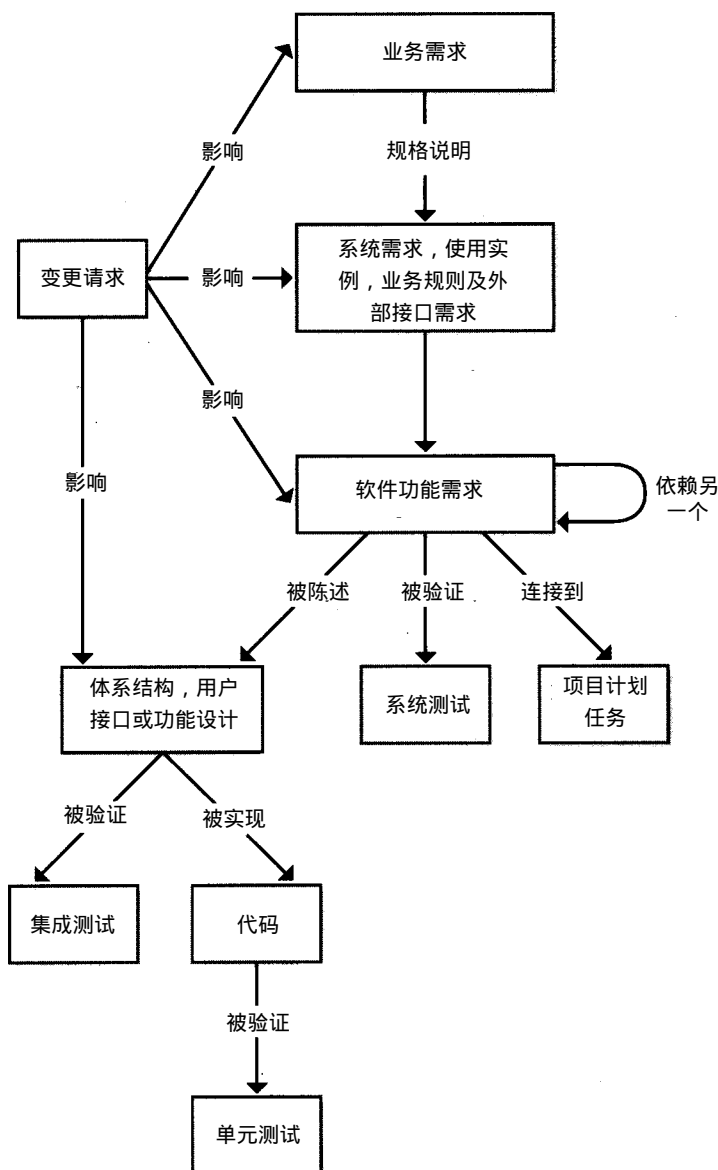 业务需求
影响
规格说明
变更请求
影响
系统需求，使用实
例，业务规则及外
部接口需求
影响
影响
软件功能需求
依赖另
一个
被陈述
被验证
连接到
体系结构，用户
接口或功能设计
系统测试
项目计划
任务
被验证
被实现
集成测试
代码
被验证
单元测试